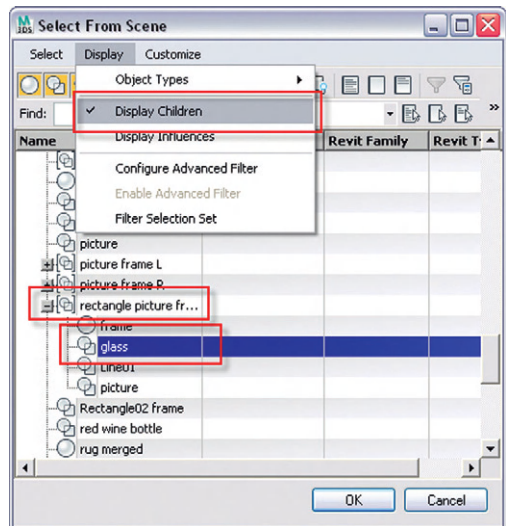 Select From Scene
Select Display Customize
Object Types
Find:
Display Children
Name
Display Influences
Revit Family
Revit T
Configure Advanced Filter
Enable Advanced Filter
Filter Selection Set
picture
picture frame L
picture frame R
rectangle picture fr...
frame
glass
Line01
picture
Rectangle02 frame
red wine bottle
rug merged
OK Cancel